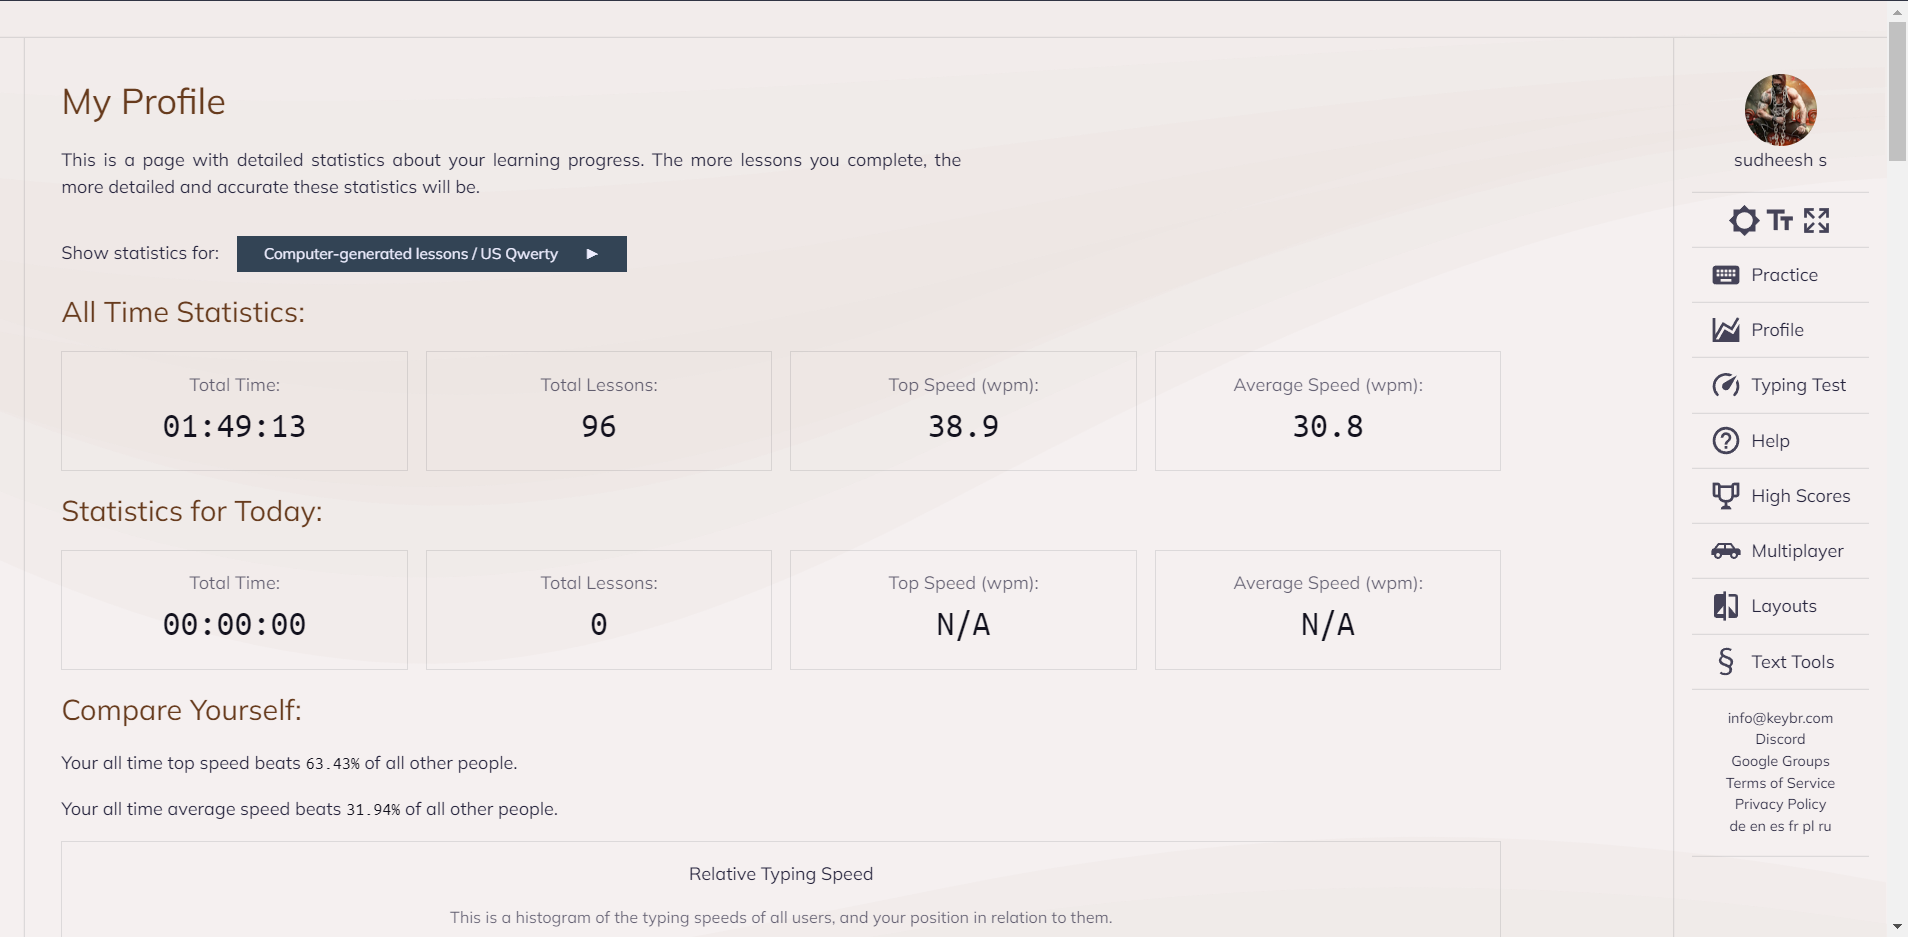 My Profile
This is a page with detailed statistics about your learning progress. The more lessons you complete, the
more detailed and accurate these statistics will be.
Show statistics for: Computer-generated lessons / US Qwerty
All Time Statistics:
Total Time:
01:49:13
Total Lessons:
96
Top Speed (wpm):
38.9
Average Speed (wpm):
30.8
Statistics for Today:
Total Time:
00:00:00
Total Lessons:
0
Top Speed (wpm):
N/A
Average Speed (wpm):
N/A
Compare Yourself:
Your all time top speed beats 63.43% of all other people.
Your all time average speed beats 31.94% of all other people.
Relative Typing Speed
This is a histogram of the typing speeds of all users, and your position in relation to them.
sudheesh s
Practice
Profile
Typing Test
Help
High Scores
Multiplayer
Layouts
§ Text Tools
info@keybr.com
Discord
Google Groups
Terms of Service
Privacy Policy
de en es fr pl ru